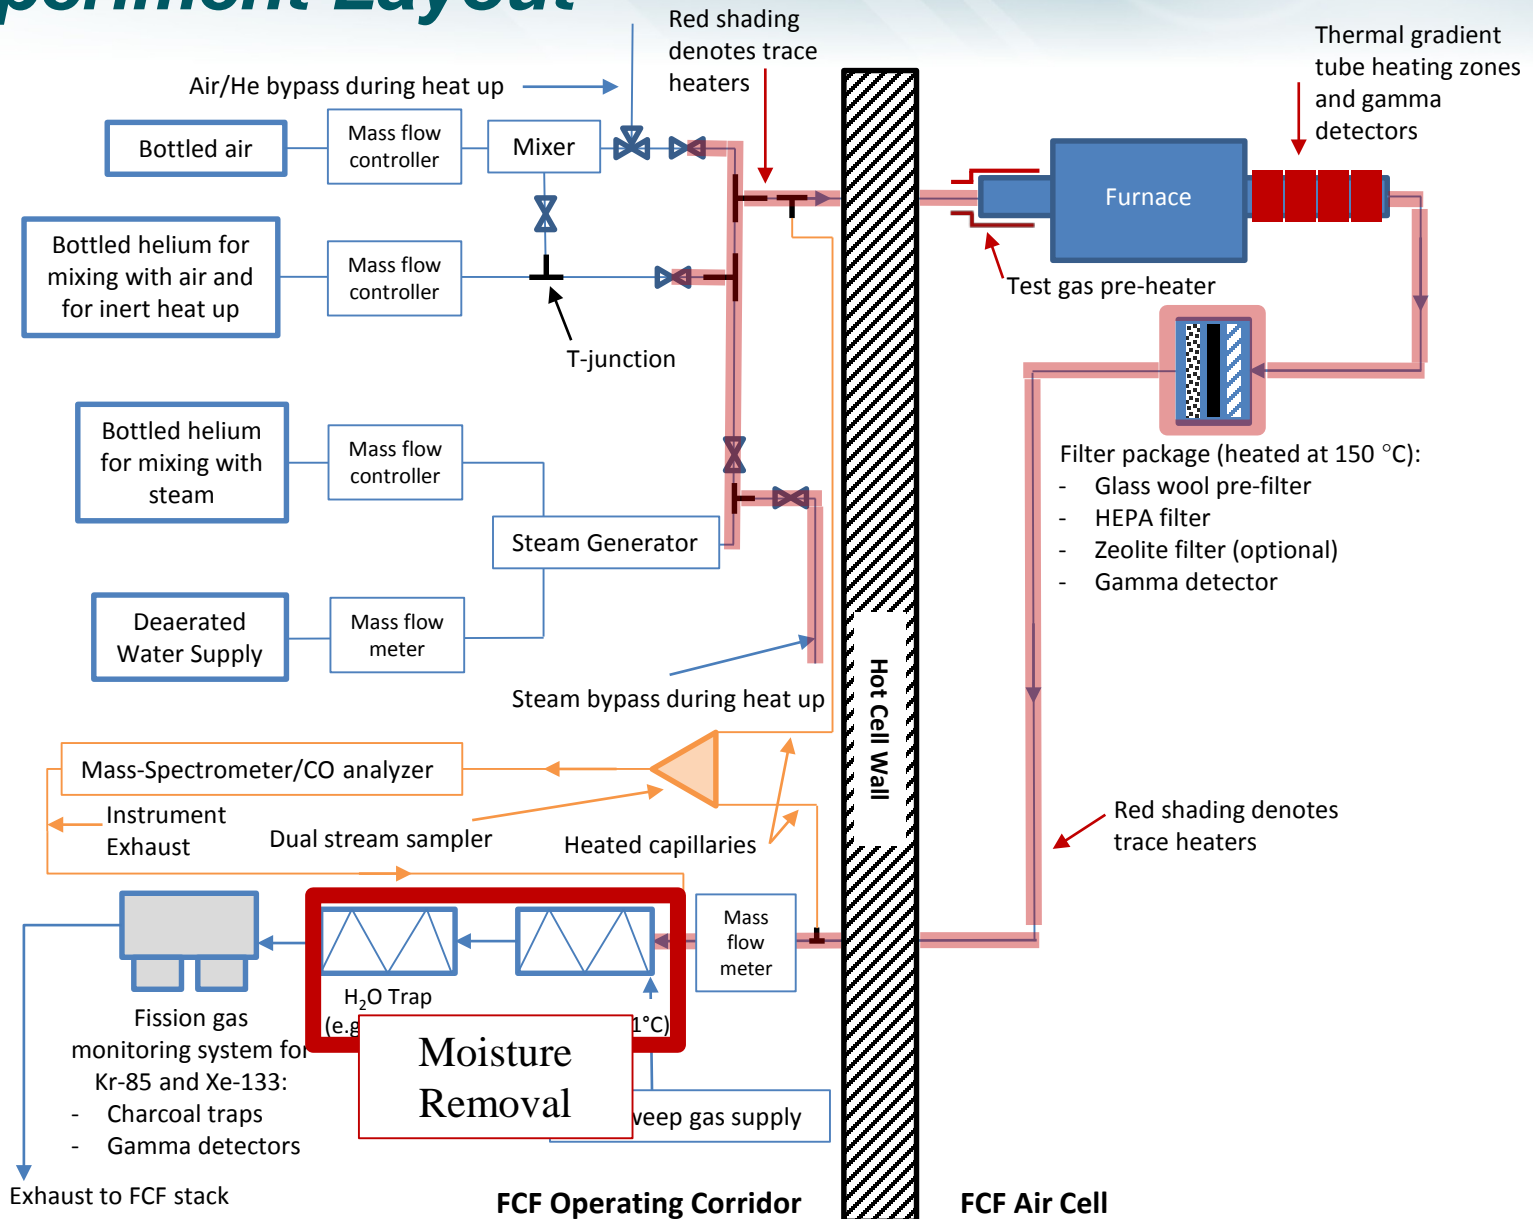 Layout
Red shading
denotes trace
heaters
Thermal gradient
tube heating zones
and gamma
detectors
Air/He bypass during heat up
Bottled air
Mass flow
controller
Mixer
Furnace
Bottled helium for
mixing with air and
for inert heat up
Mass flow
controller
Test gas pre-heater
T-junction
Bottled helium
for mixing with
steam
Mass flow
controller
Filter package (heated at 150 °C):
- Glass wool pre-filter
- HEPA filter
- Zeolite filter (optional)
- Gamma detector
Steam Generator
Deaerated
Water Supply
Mass flow
meter
Hot Cell Wall
Steam bypass during heat up
Mass-Spectrometer/CO analyzer
Instrument
Exhaust
Dual stream sampler
Heated capillaries
Red shading denotes
trace heaters
Mass
flow
meter
H₂O Trap
(e.g
1°C)
Moisture
Removal
gas supply
Fission gas
monitoring system for
Kr-85 and Xe-133:
- Charcoal traps
- Gamma detectors
Exhaust to FCF stack
FCF Operating Corridor
FCF Air Cell